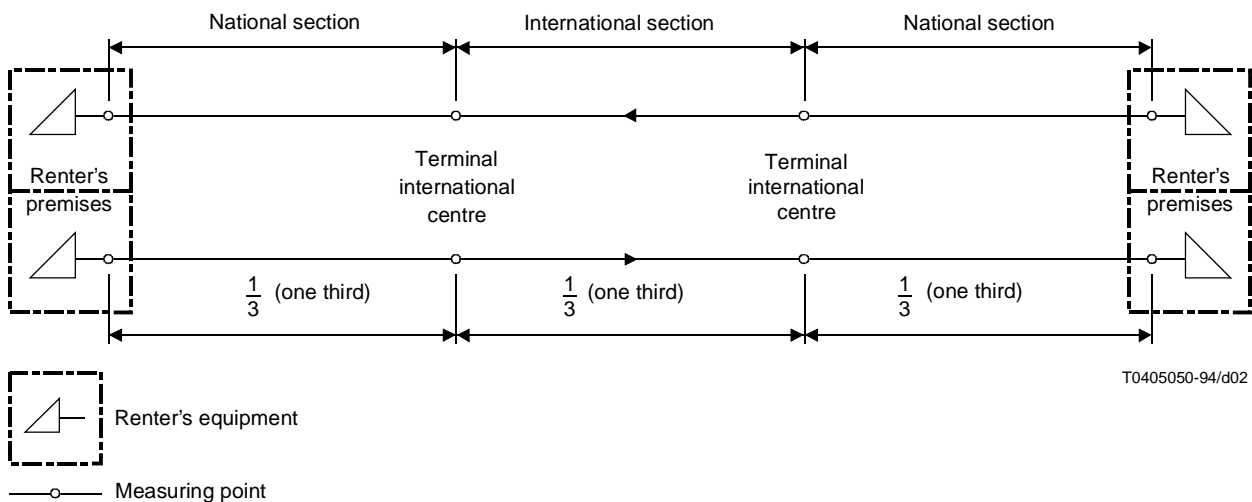 National section
International section
National section
Renter's
premises
Terminal
international
centre
Terminal
international
centre
Renter's
premises
1/3 (one third)
1/3 (one third)
1/3 (one third)
T0405050-94/d02
Renter's equipment
Measuring point